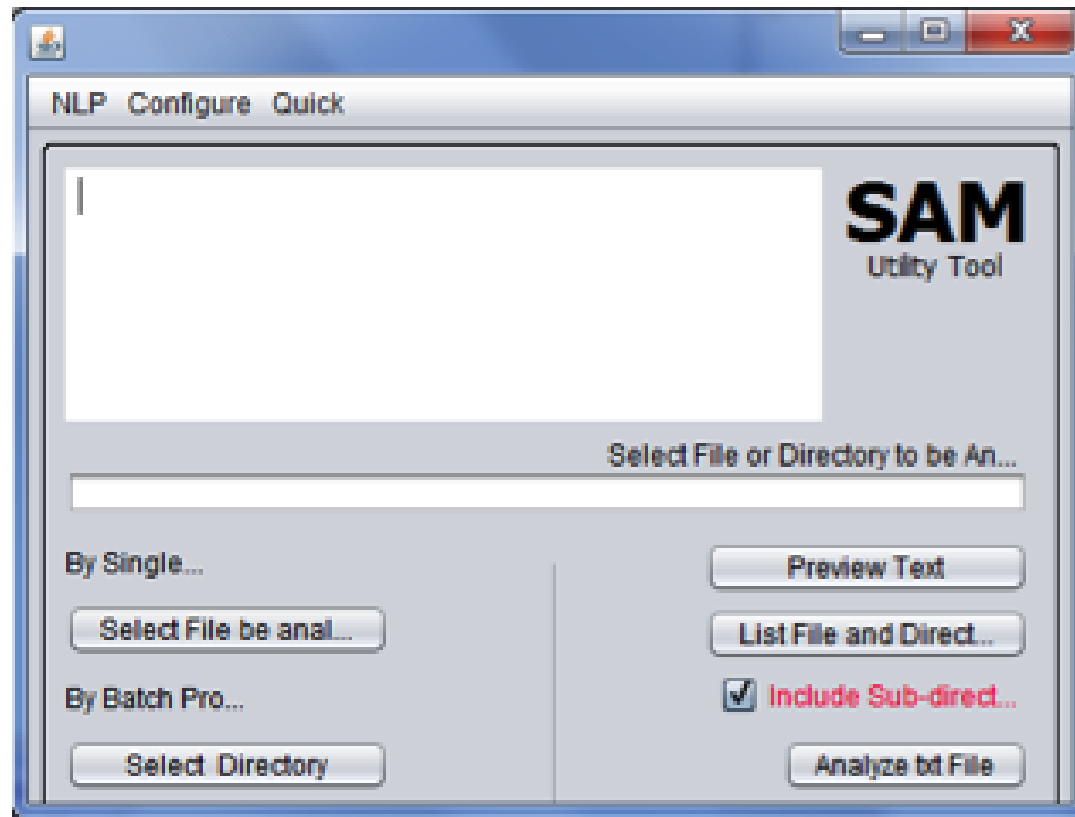 NLP Configure Quick
SAM
Utility Tool
Select File or Directory to be An...
By Single...
Select File be anal...
By Batch Pro...
Select Directory
Preview Text
List File and Direct...
Include Sub-direct...
Analyze txt File